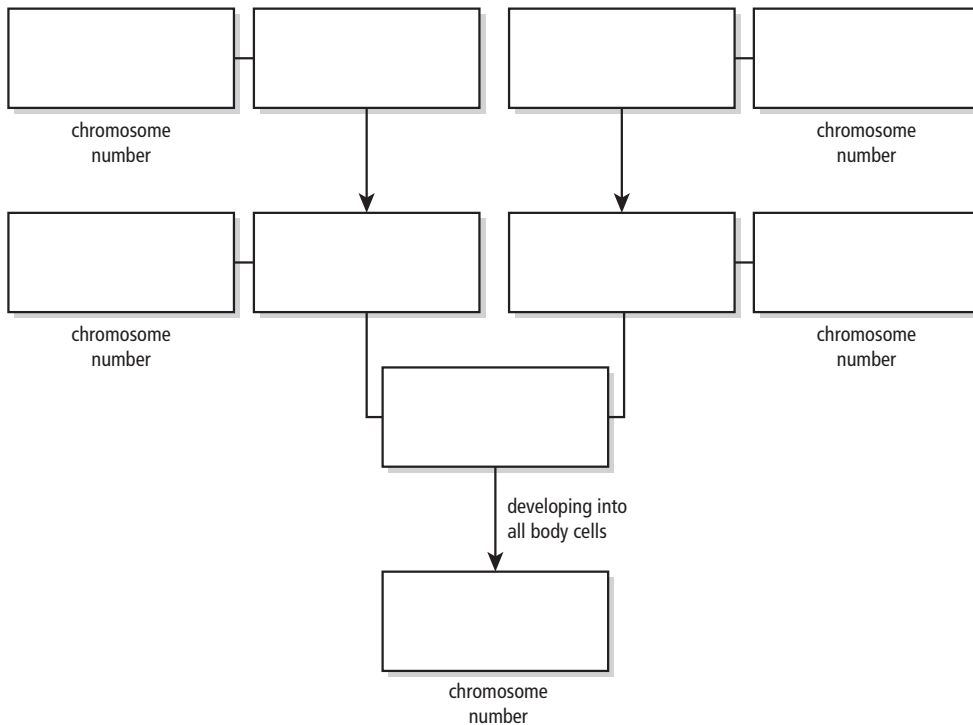 chromosome
number
chromosome
number
chromosome
number
chromosome
number
developing into
all body cells
chromosome
number